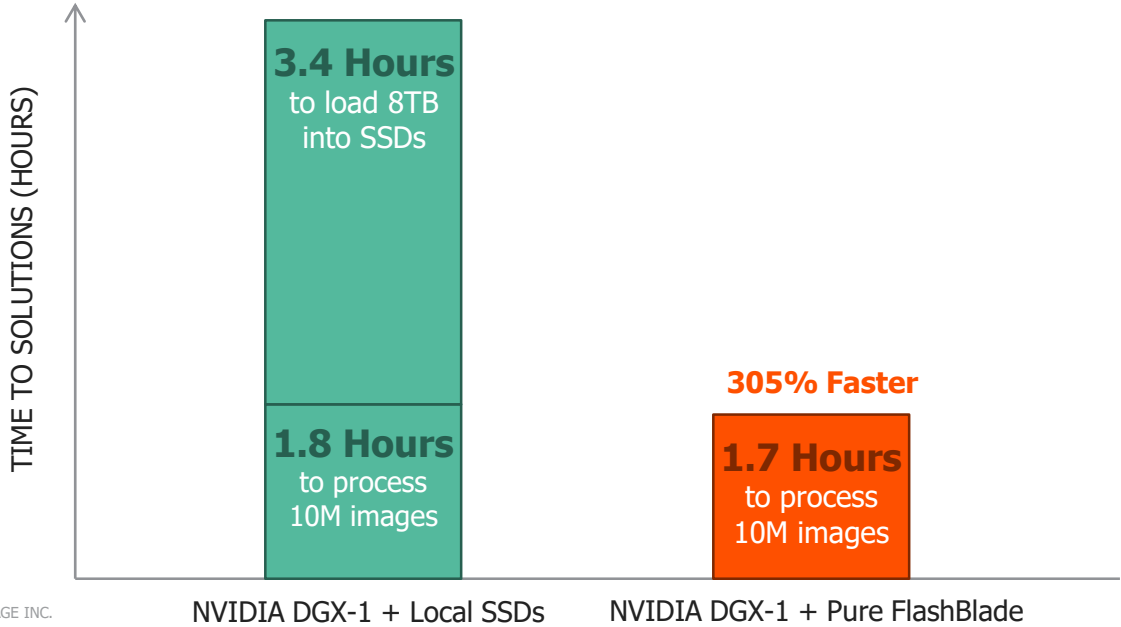 TIME TO SOLUTIONS (HOURS)
3.4 Hours
to load 8TB
into SSDs
1.8 Hours
to process
10M images
305% Faster
1.7 Hours
to process
10M images
NVIDIA DGX-1 + Local SSDs
NVIDIA DGX-1 + Pure FlashBlade
INC.